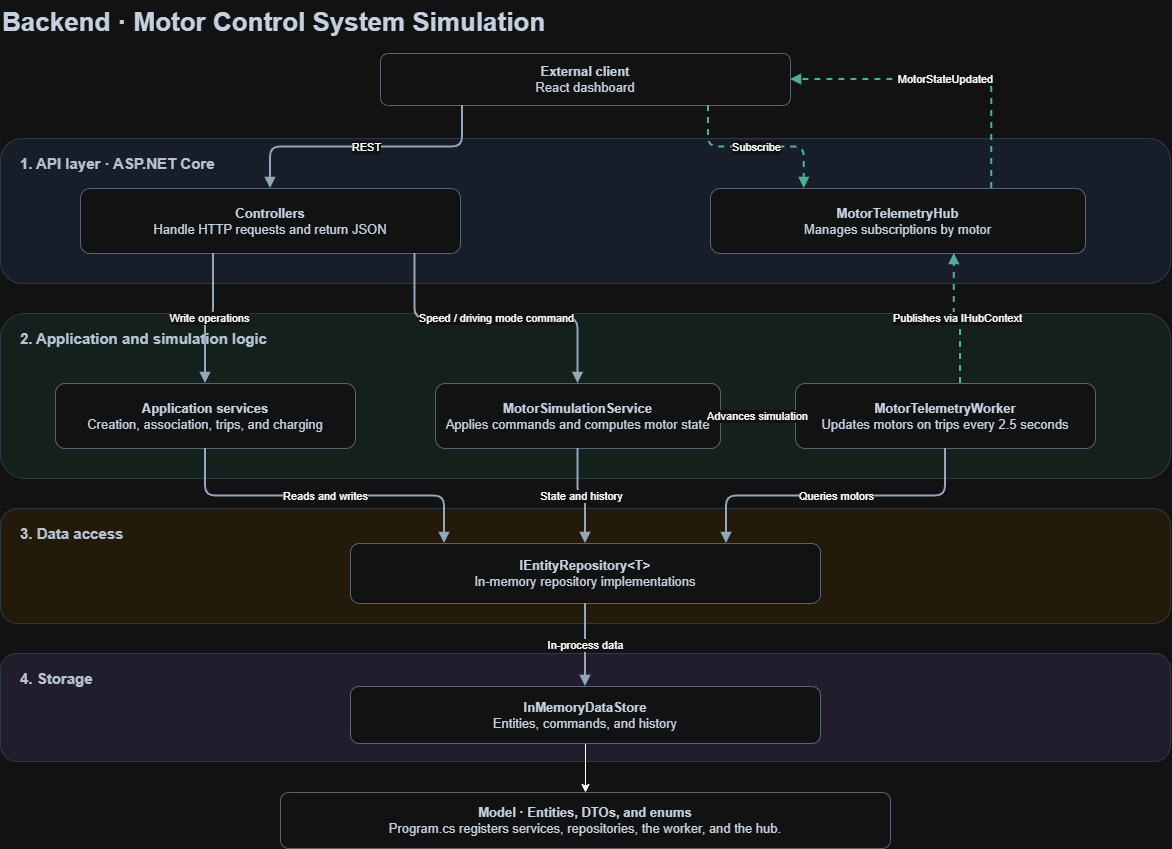 Backend · Motor Control System Simulation
External client
React dashboard
MotorStateUpdated
REST
Subscribe
1. API layer · ASP.NET Core
Controllers
Handle HTTP requests and return JSON
MotorTelemetryHub
Manages subscriptions by motor
Write operations
Speed / driving mode command
Publishes via IHubContext
2. Application and simulation logic
Application services
Creation, association, trips, and charging
MotorSimulationService
Applies commands and computes motor state
Advances simulation
MotorTelemetryWorker
Updates motors on trips every 2.5 seconds
Reads and writes
State and history
Queries motors
3. Data access
IEntityRepository<T>
In-memory repository implementations
In-process data
4. Storage
InMemoryDataStore
Entities, commands, and history
Model · Entities, DTOs, and enums
Program.cs registers services, repositories, the worker, and the hub.